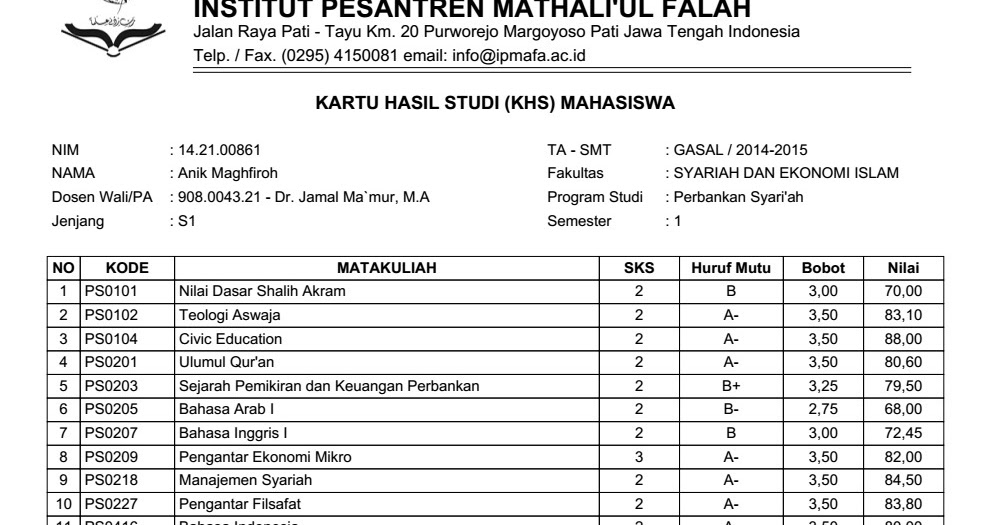 INSTITUT PESANTREN MATHALI'UL FALAH
Jalan Raya Pati - Tayu Km. 20 Purworejo Margoyoso Pati Jawa Tengah Indonesia
Telp. / Fax. (0295) 4150081 email: info@ipmafa.ac.id
KARTU HASIL STUDI (KHS) MAHASISWA
NIM : 14.21.00861 TA - SMT : GASAL / 2014-2015
NAMA : Anik Maghfiroh Fakultas : SYARIAH DAN EKONOMI ISLAM
Dosen Wali/PA : 908.0043.21 - Dr. Jamal Ma`mur, M.A Program Studi : Perbankan Syari'ah
Jenjang : S1 Semester : 1
NO KODE MATAKULIAH SKS Huruf Mutu Bobot Nilai
1 PS0101 Nilai Dasar Shalih Akram 2 B 3,00 70,00
2 PS0102 Teologi Aswaja 2 A- 3,50 83,10
3 PS0104 Civic Education 2 A- 3,50 88,00
4 PS0201 Ulumul Qur'an 2 A- 3,50 80,60
5 PS0203 Sejarah Pemikiran dan Keuangan Perbankan 2 B+ 3,25 79,50
6 PS0205 Bahasa Arab I 2 B- 2,75 68,00
7 PS0207 Bahasa Inggris I 2 B 3,00 72,45
8 PS0209 Pengantar Ekonomi Mikro 3 A- 3,50 82,00
9 PS0218 Manajemen Syariah 2 A- 3,50 84,50
10 PS0227 Pengantar Filsafat 2 A- 3,50 83,80